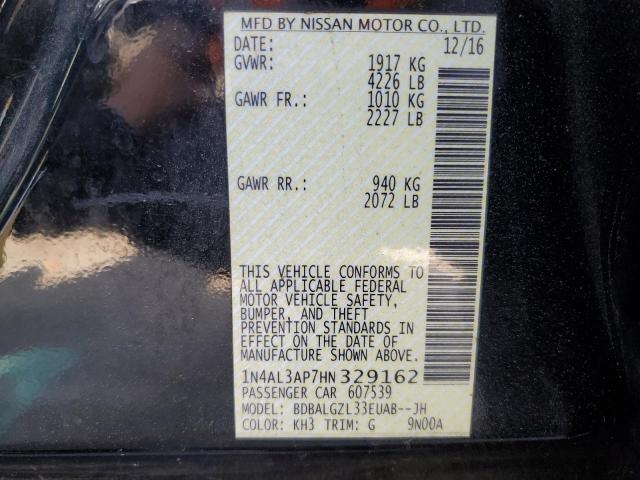 MFD BY NISSAN MOTOR CO., LTD.
DATE: 12/16
GVWR: 1917 KG
4226 LB
GAWR FR.: 1010 KG
2227 LB
GAWR RR.: 940 KG
2072 LB
THIS VEHICLE CONFORMS TO
ALL APPLICABLE FEDERAL
MOTOR VEHICLE SAFETY,
BUMPER, AND THEFT
PREVENTION STANDARDS IN
EFFECT ON THE DATE OF
MANUFACTURE SHOWN ABOVE.
1N4AL3AP7HN 329162
PASSENGER CAR 607539
MODEL: BDBALGZL33EUAB--JH
COLOR: KH3 TRIM: G 9N00A